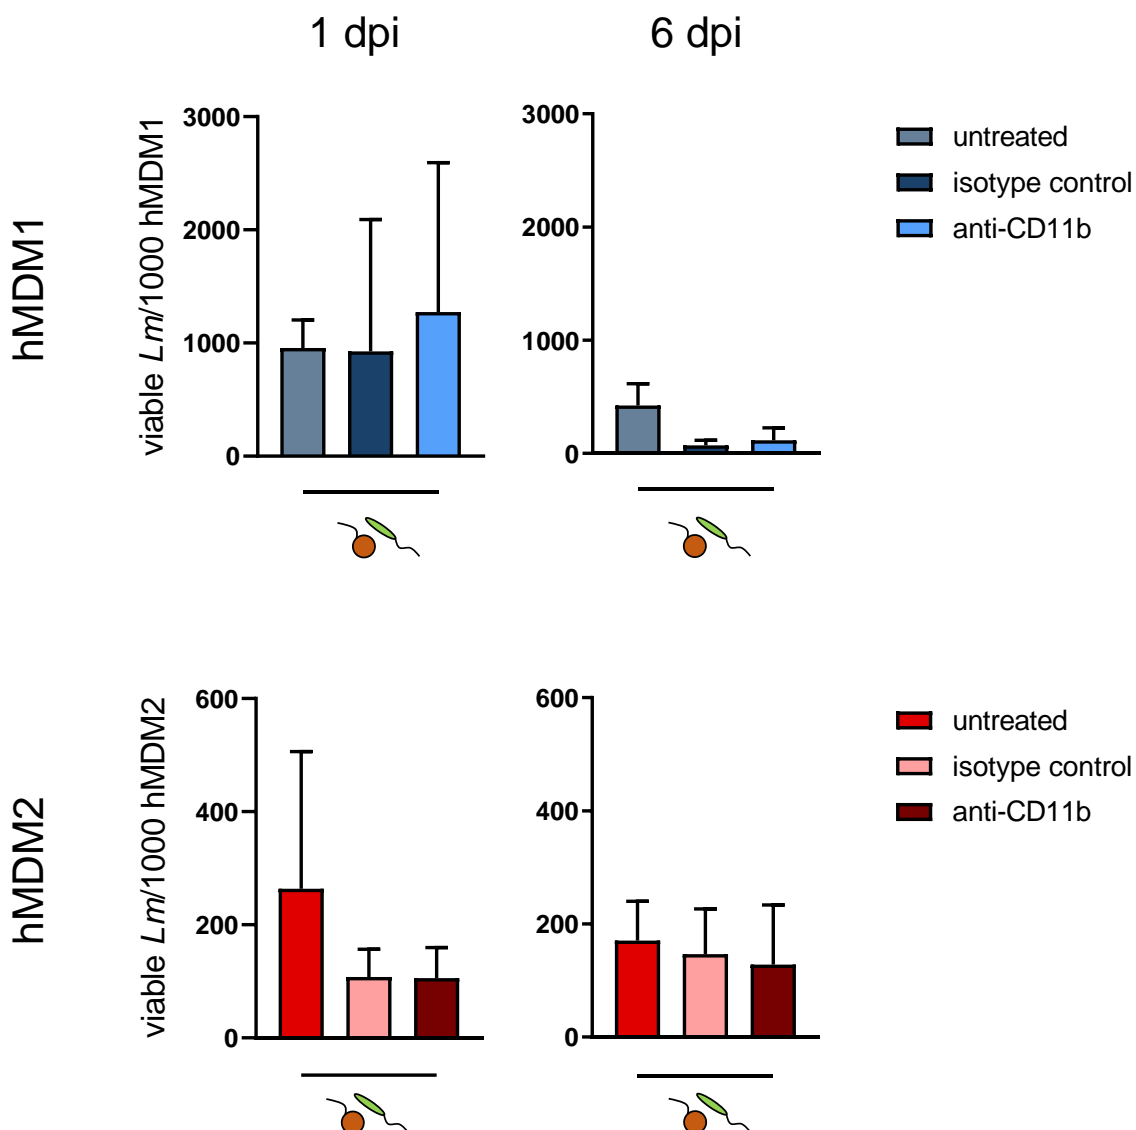 1 dpi
6 dpi
hMDM1
viable Lm/1000 hMDM1
3000
2000
1000
0
3000
2000
1000
0
untreated
isotype control
anti-CD11b
hMDM2
viable Lm/1000 hMDM2
600
400
200
0
600
400
200
0
untreated
isotype control
anti-CD11b